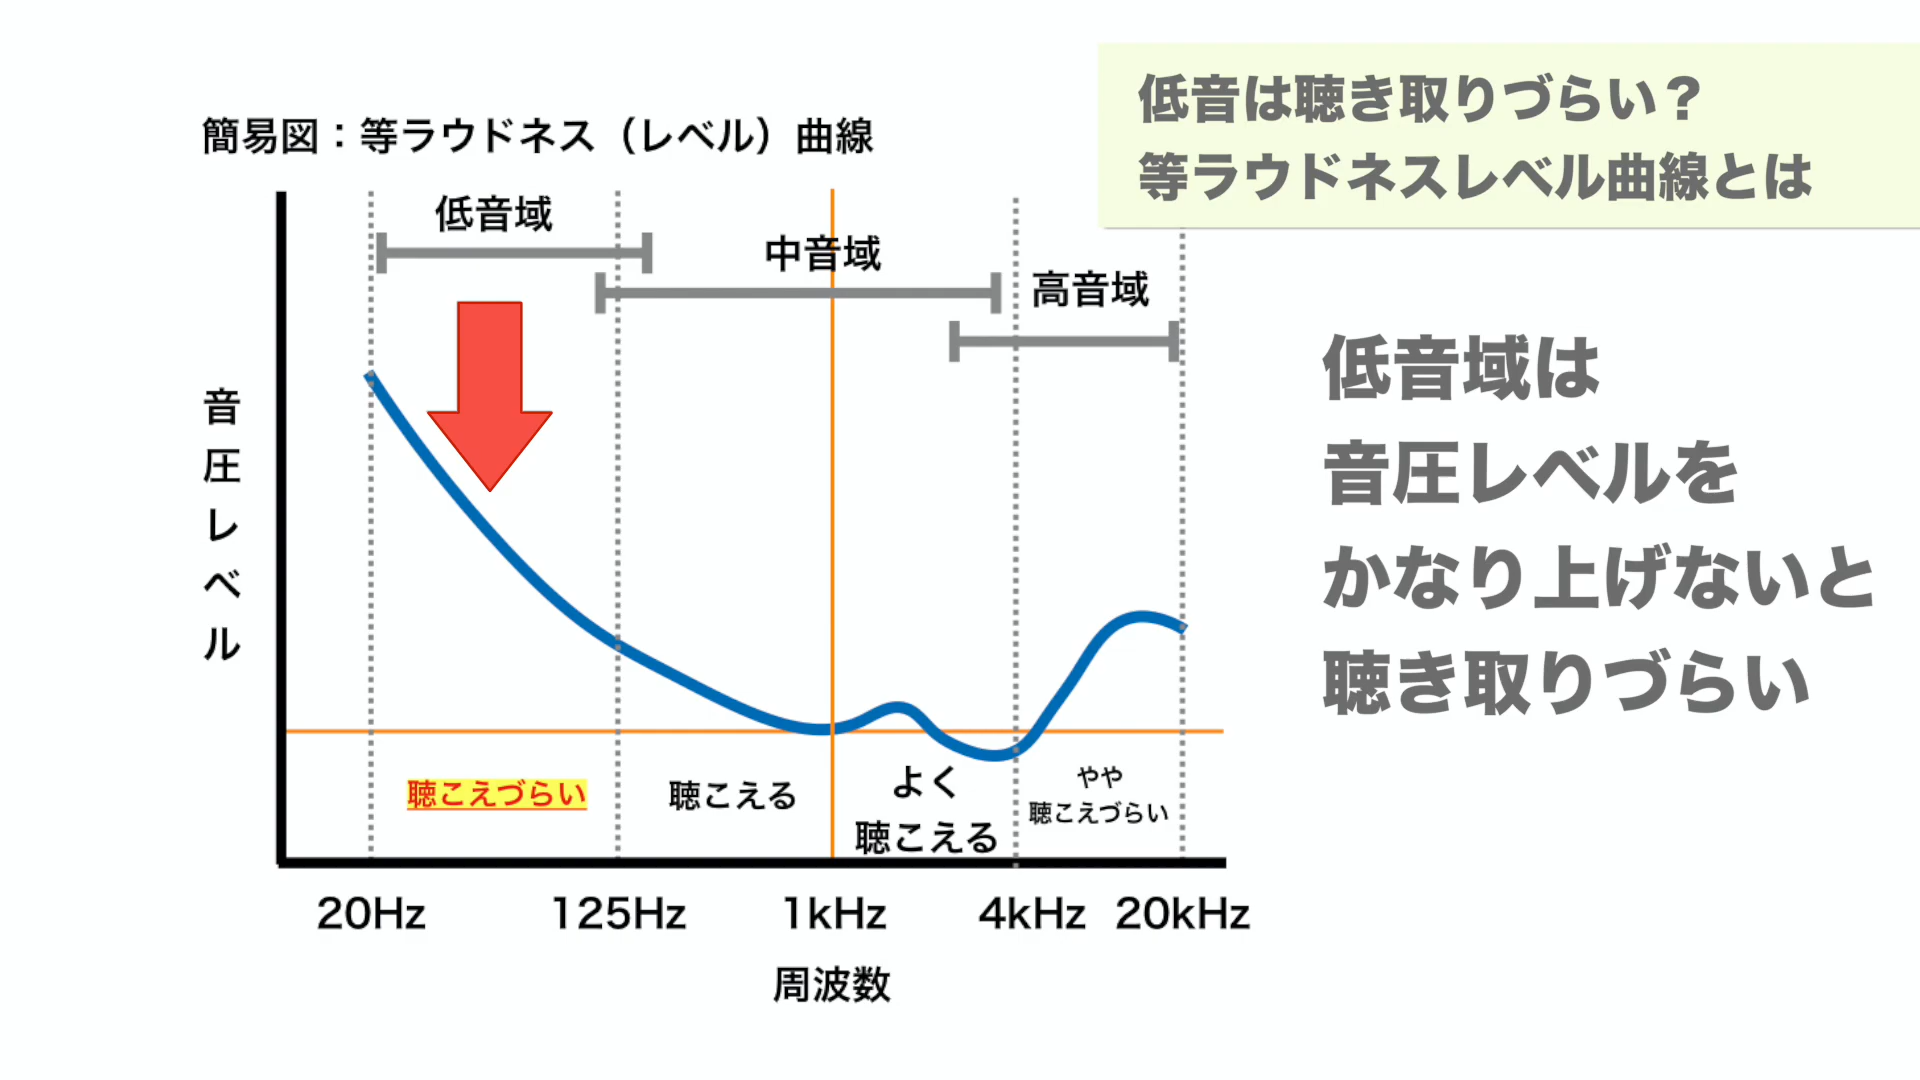 低音は聴き取りづらい？
等ラウドネスレベル曲線とは
簡易図：等ラウドネス（レベル）曲線
低音域
中音域
高音域
音圧レベル
低音域は
音圧レベルを
かなり上げないと
聴き取りづらい
聴こえづらい
聴こえる
よく
聴こえる
やや
聴こえづらい
20Hz
125Hz
1kHz
4kHz
20kHz
周波数